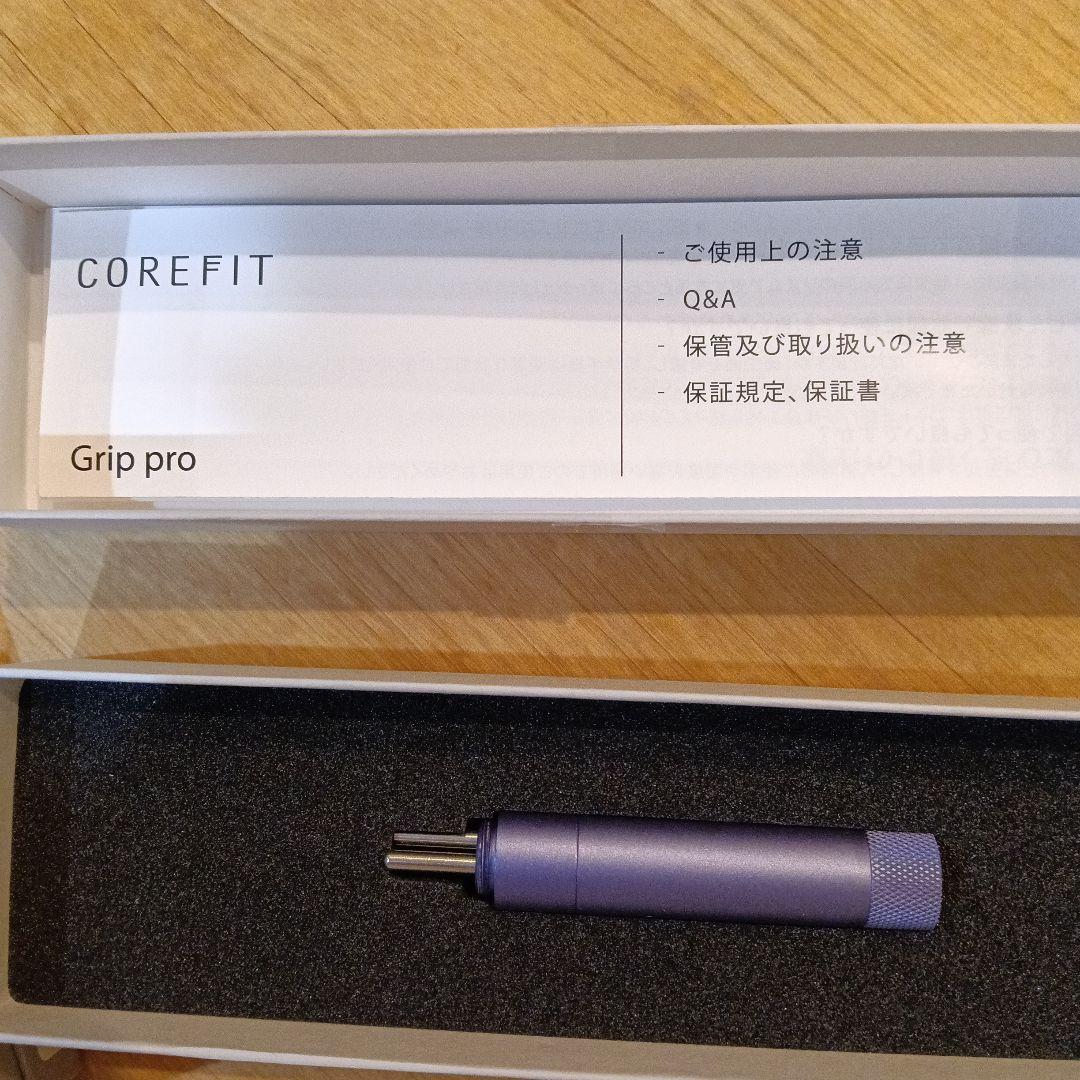 COREFIT
Grip pro
- ご使用上の注意
- Q&A
- 保管及び取り扱いの注意
- 保証規定、保証書